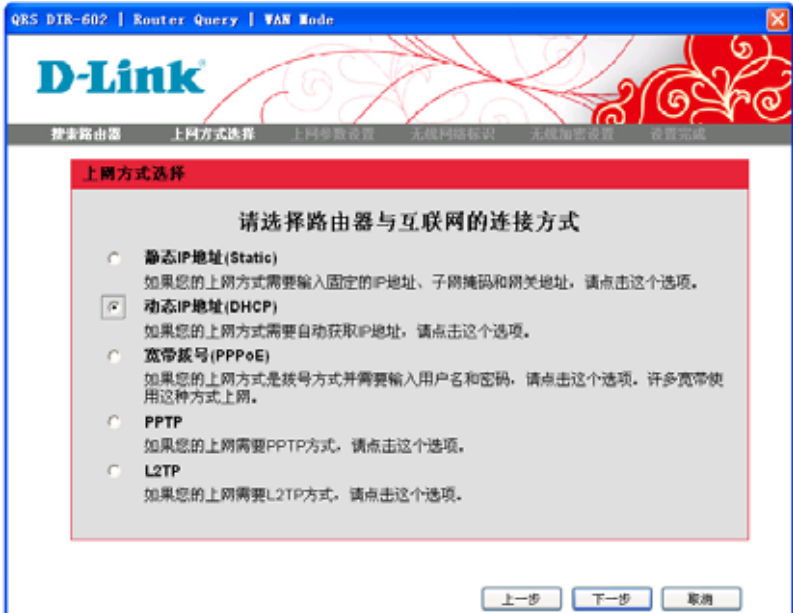 QRS DIR-602 | Router Query | WAN Mode
D-Link
搜索路由器 上网方式选择 上网参数设置 无线网络标识 无线加密设置 设置完成
上网方式选择
请选择路由器与互联网的连接方式
静态IP地址(Static)
如果您的上网方式需要输入固定的IP地址、子网掩码和网关地址，请点击这个选项。
动态IP地址(DHCP)
如果您的上网方式需要自动获取IP地址，请点击这个选项。
宽带拨号(PPPoE)
如果您的上网方式是拨号方式并需要输入用户名和密码，请点击这个选项。许多宽带使
用这种方式上网。
PPTP
如果您的上网需要PPTP方式，请点击这个选项。
L2TP
如果您的上网需要L2TP方式，请点击这个选项。
上一步 下一步 取消